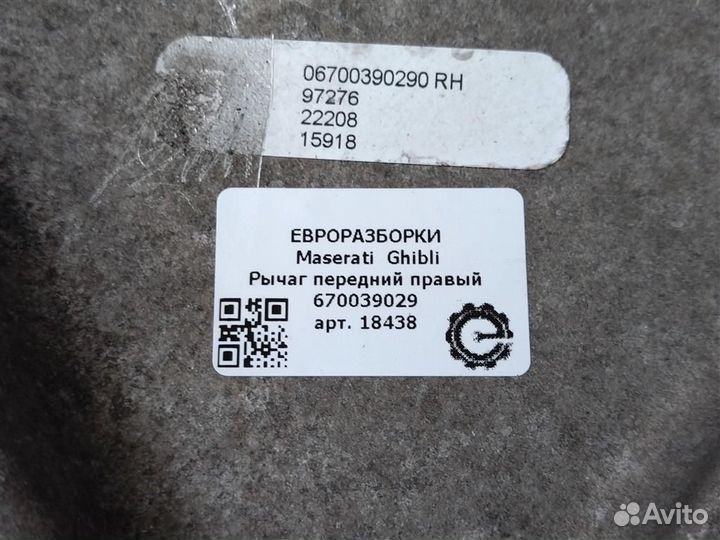 06700390290 RH
97276
22208
15918
ЕВРОРАЗБОРКИ
Maserati Ghibli
Рычаг передний правый
670039029
арт. 18438
Avito